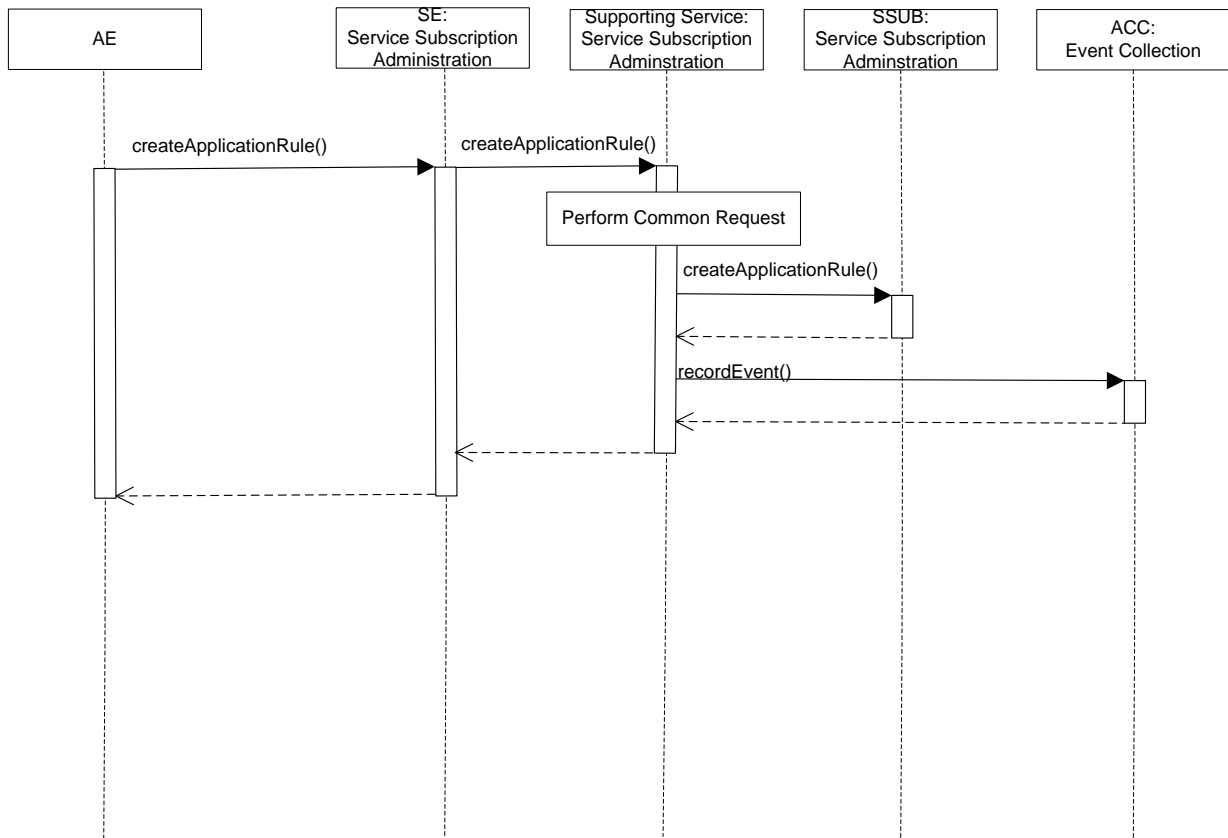 AE
SE:
Service Subscription
Administration
Supporting Service:
Service Subscription
Adminstration
SSUB:
Service Subscription
Adminstration
ACC:
Event Collection
createApplicationRule()
createApplicationRule()
Perform Common Request
createApplicationRule()
recordEvent()